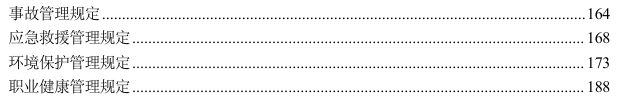 事故管理规定........................................................................................................................164
应急救援管理规定................................................................................................................168
环境保护管理规定................................................................................................................173
职业健康管理规定................................................................................................................188